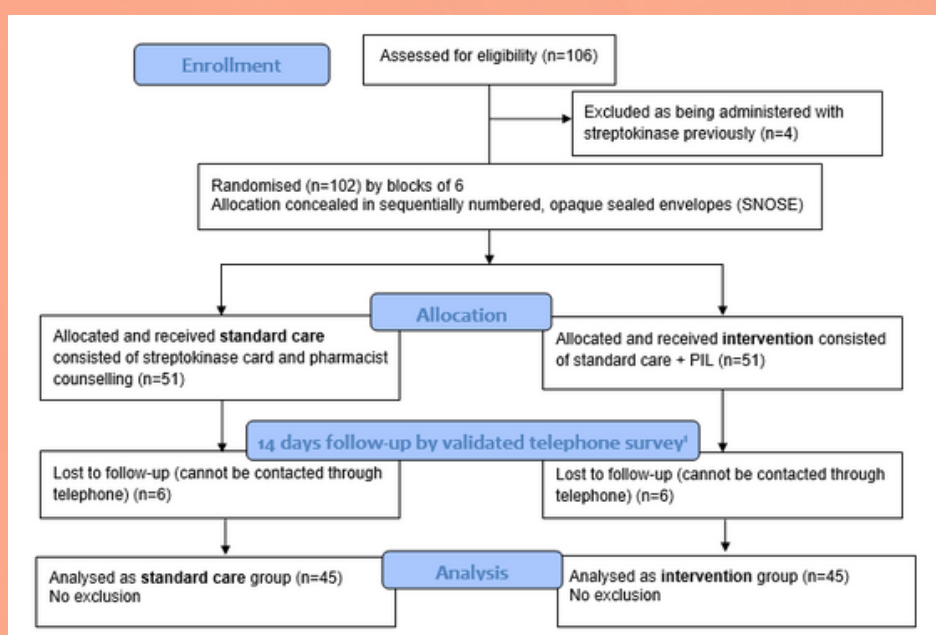 Enrollment
Assessed for eligibility (n=106)
Excluded as being administered with
streptokinase previously (n=4)
Randomised (n=102) by blocks of 6
Allocation concealed in sequentially numbered, opaque sealed envelopes (SNOSE)
Allocation
Allocated and received standard care
consisted of streptokinase card and pharmacist
counselling (n=51)
Allocated and received intervention consisted
of standard care + PIL (n=51)
14 days follow-up by validated telephone survey¹
Lost to follow-up (cannot be contacted through
telephone) (n=6)
Lost to follow-up (cannot be contacted through
telephone) (n=6)
Analysis
Analysed as standard care group (n=45)
No exclusion
Analysed as intervention group (n=45)
No exclusion